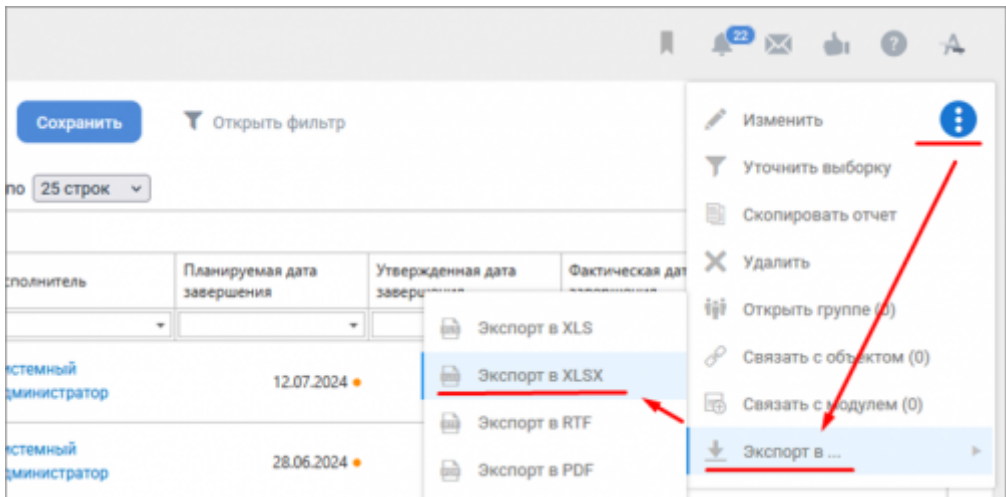 22
Сохранить
Открыть фильтр
Изменить
Уточнить выборку
по 25 строк
Скопировать отчет
Удалить
Планируемая дата
завершения
Утвержденная дата
завершения
Фактическая дат
завершения
сполнитель
Открыть группе (0)
Экспорт в XLS
Связать с объектом (0)
истемный
дминистратор
12.07.2024
Экспорт в XLSX
Связать с модулем (0)
Экспорт в RTF
Экспорт в ...
истемный
дминистратор
28.06.2024
Экспорт в PDF